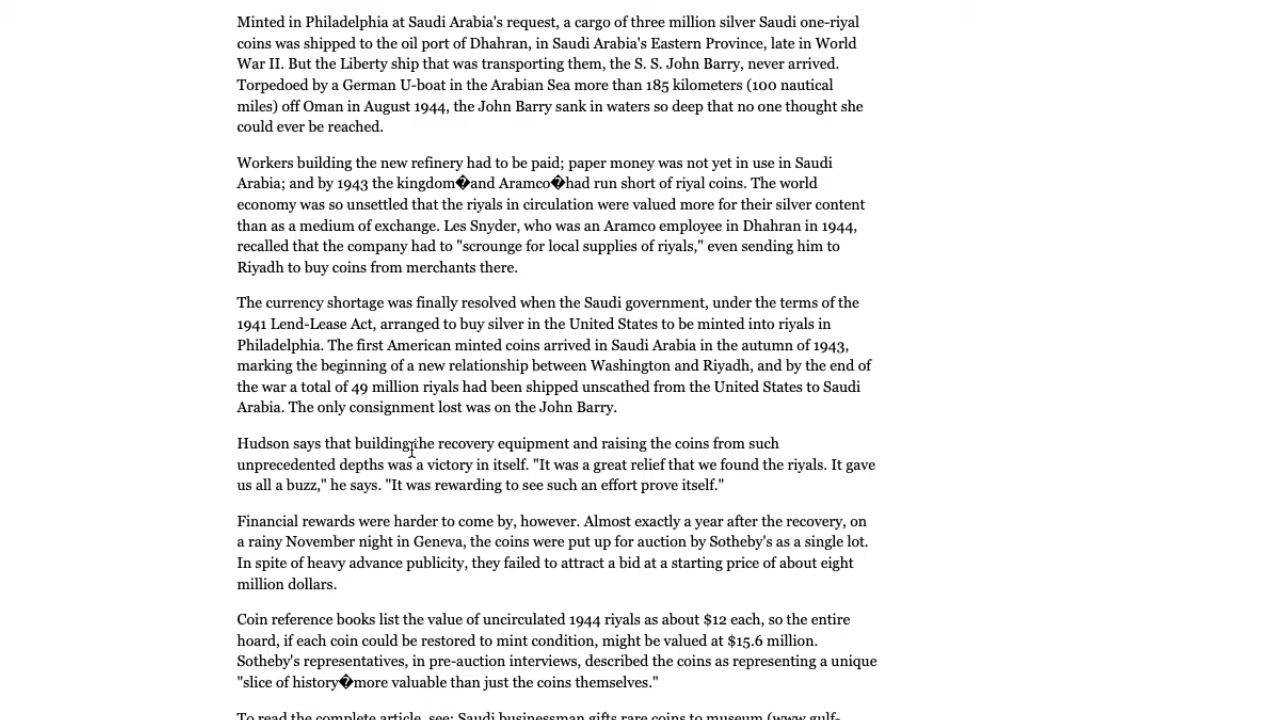 Minted in Philadelphia at Saudi Arabia's request, a cargo of three million silver Saudi one-riyal
coins was shipped to the oil port of Dhahran, in Saudi Arabia's Eastern Province, late in World
War II. But the Liberty ship that was transporting them, the S. S. John Barry, never arrived.
Torpedoed by a German U-boat in the Arabian Sea more than 185 kilometers (100 nautical
miles) off Oman in August 1944, the John Barry sank in waters so deep that no one thought she
could ever be reached.
Workers building the new refinery had to be paid; paper money was not yet in use in Saudi
Arabia; and by 1943 the kingdom�and Aramco�had run short of riyal coins. The world
economy was so unsettled that the riyals in circulation were valued more for their silver content
than as a medium of exchange. Les Snyder, who was an Aramco employee in Dhahran in 1944,
recalled that the company had to "scrounge for local supplies of riyals," even sending him to
Riyadh to buy coins from merchants there.
The currency shortage was finally resolved when the Saudi government, under the terms of the
1941 Lend-Lease Act, arranged to buy silver in the United States to be minted into riyals in
Philadelphia. The first American minted coins arrived in Saudi Arabia in the autumn of 1943,
marking the beginning of a new relationship between Washington and Riyadh, and by the end of
the war a total of 49 million riyals had been shipped unscathed from the United States to Saudi
Arabia. The only consignment lost was on the John Barry.
Hudson says that building the recovery equipment and raising the coins from such
unprecedented depths was a victory in itself. "It was a great relief that we found the riyals. It gave
us all a buzz," he says. "It was rewarding to see such an effort prove itself."
Financial rewards were harder to come by, however. Almost exactly a year after the recovery, on
a rainy November night in Geneva, the coins were put up for auction by Sotheby's as a single lot.
In spite of heavy advance publicity, they failed to attract a bid at a starting price of about eight
million dollars.
Coin reference books list the value of uncirculated 1944 riyals as about $12 each, so the entire
hoard, if each coin could be restored to mint condition, might be valued at $15.6 million.
Sotheby's representatives, in pre-auction interviews, described the coins as representing a unique
"slice of history�more valuable than just the coins themselves."
To read the complete article, see: Saudi businessman gifts rare coins to museum (www.gulf-